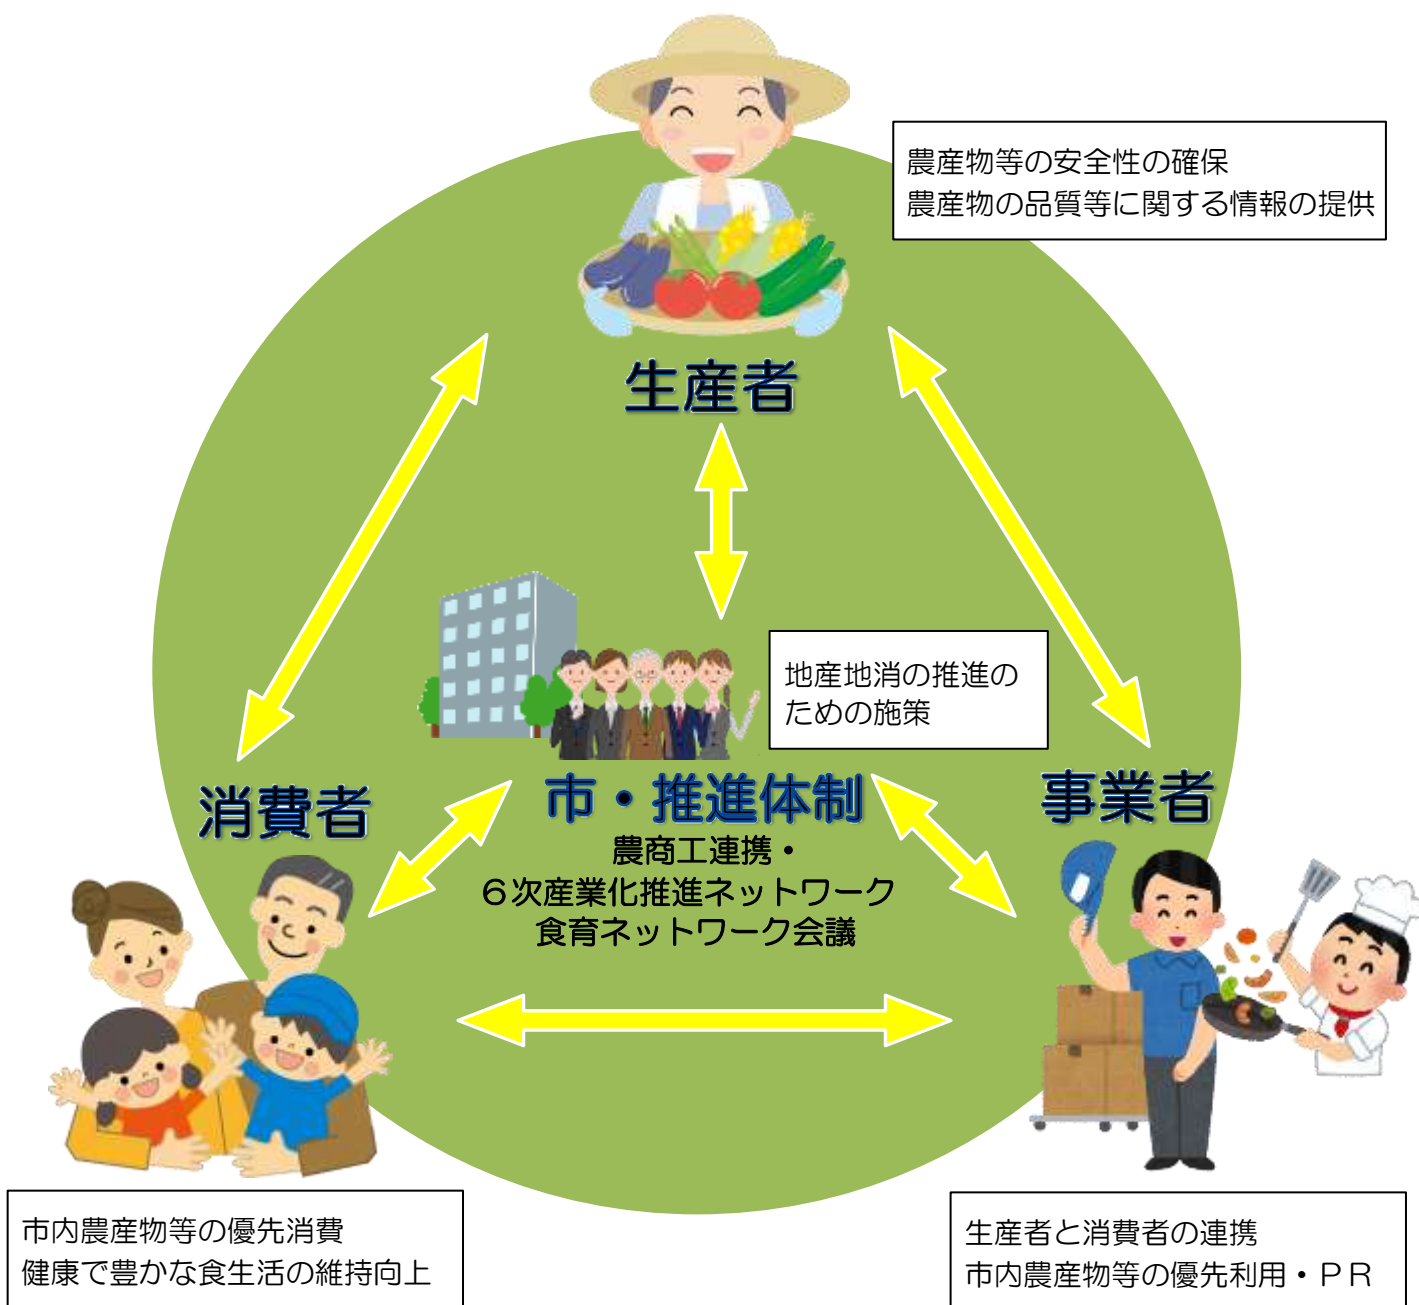 農産物等の安全性の確保
農産物の品質等に関する情報の提供
生産者
地産地消の推進の
ための施策
消費者
市・推進体制
事業者
農商工連携・
６次産業化推進ネットワーク
食育ネットワーク会議
市内農産物等の優先消費
健康で豊かな食生活の維持向上
生産者と消費者の連携
市内農産物等の優先利用・ＰＲ